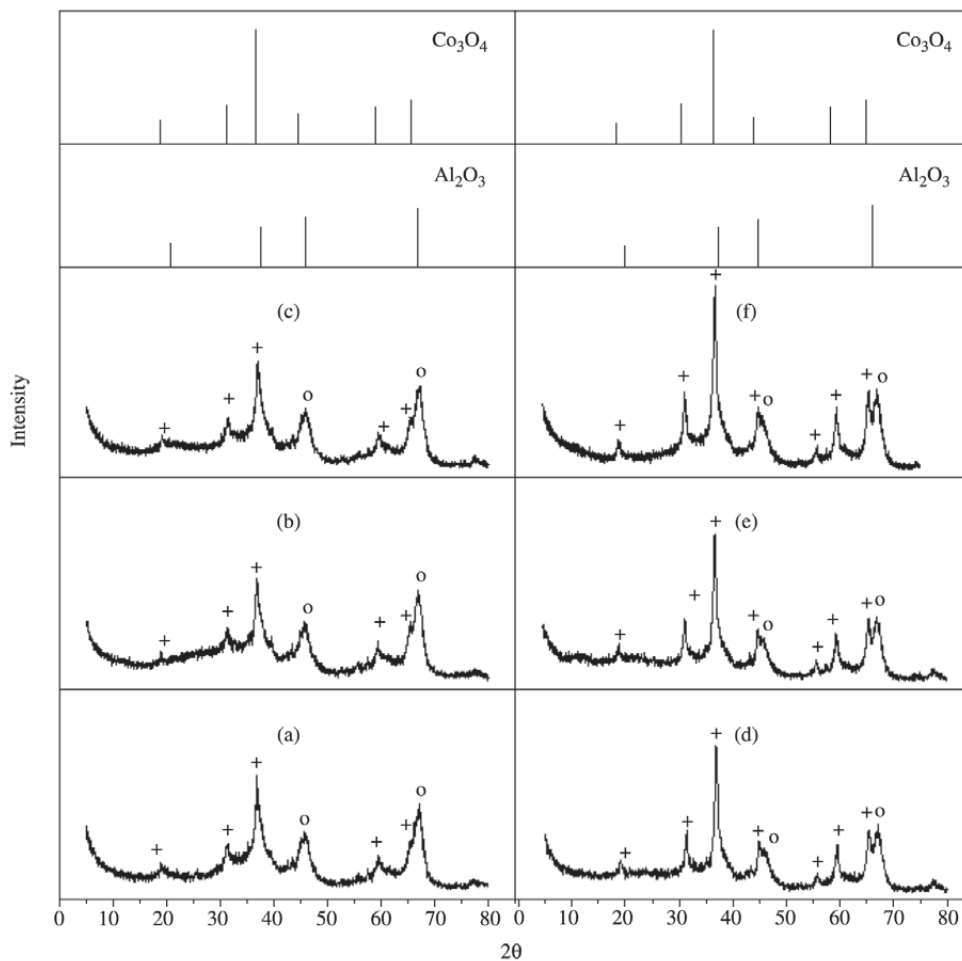 Co₃O₄
Co₃O₄
Al₂O₃
Al₂O₃
(c)
+ + + o + + o
(f)
+ + + + o + + + o
(b)
+ + + o + + o
(e)
+ + + + o + + + o
(a)
+ + + o + + o
(d)
+ + + + o + + + o
Intensity
0 10 20 30 40 50 60 70 80
0 10 20 30 40 50 60 70 80
2θ